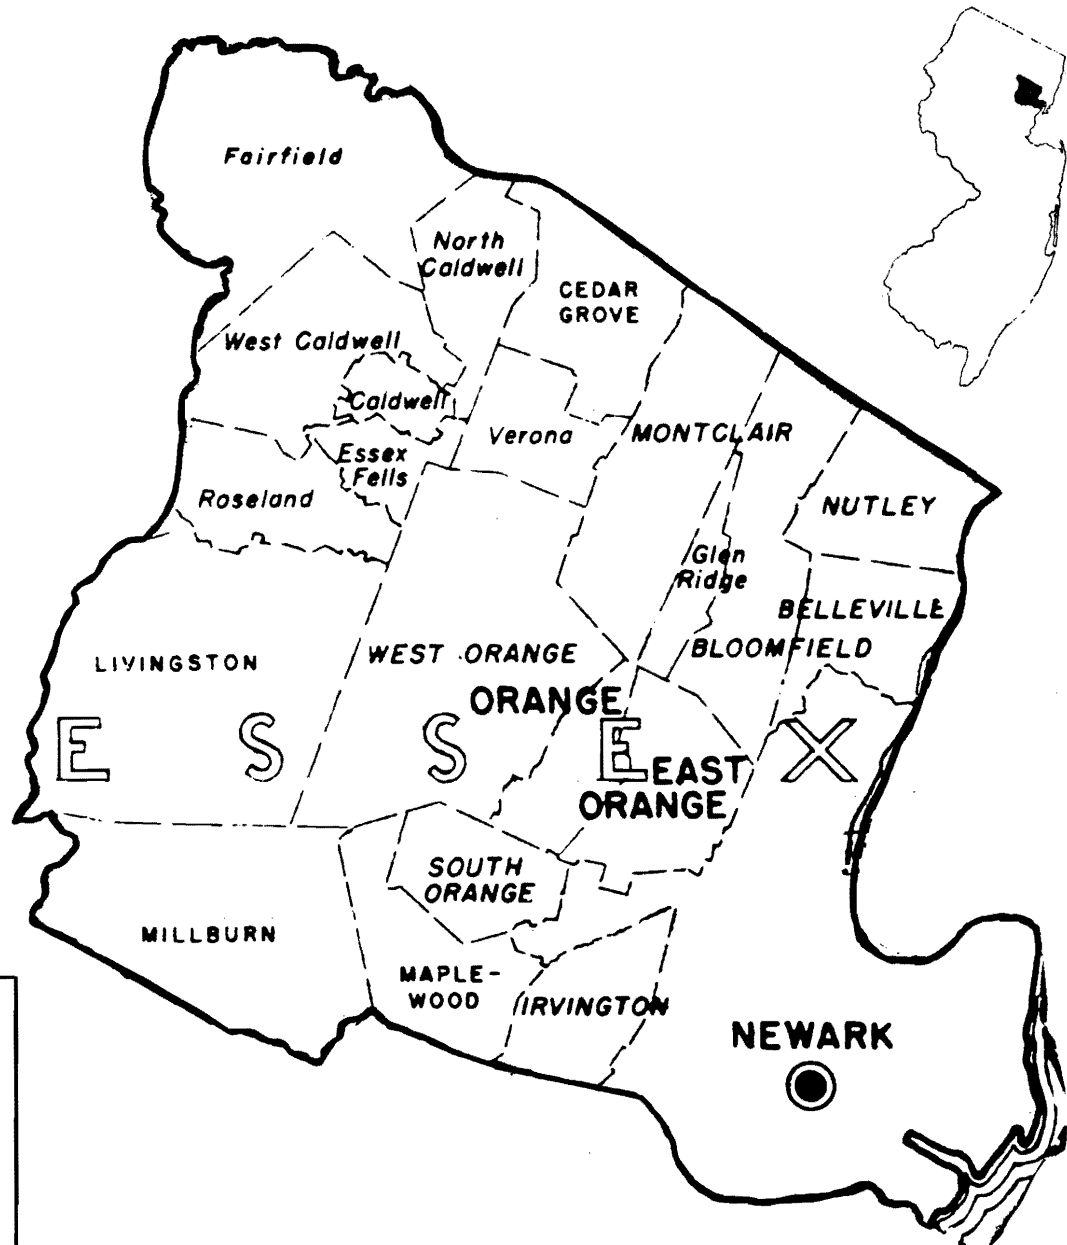 Fairfield
North
Caldwell
CEDAR
GROVE
West Caldwell
Caldwell
Verona
MONTCLAIR
Essex
Fells
Roseland
NUTLEY
Glen
Ridge
BELLEVILLE
BLOOMFIELD
LIVINGSTON
WEST ORANGE
ORANGE
E S S E X
EAST
ORANGE
SOUTH
ORANGE
MILLBURN
MAPLE-
WOOD
IRVINGTON
NEWARK